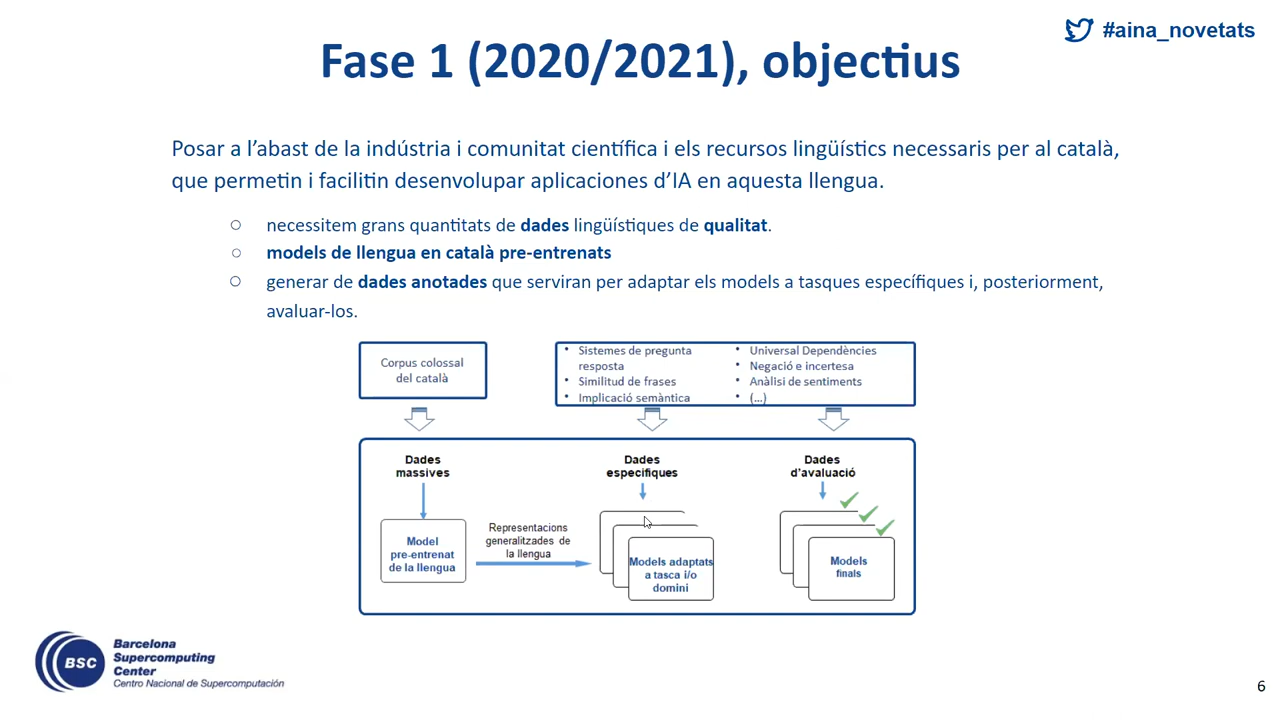 #aina_novetats
Fase 1 (2020/2021), objectius
Posar a l’abast de la indústria i comunitat científica i els recursos lingüístics necessaris per al català,
que permetin i facilitin desenvolupar aplicaciones d’IA en aquesta llengua.
○ necessitem grans quantitats de dades lingüístiques de qualitat.
○ models de llengua en català pre-entrenats
○ generar de dades anotades que serviran per adaptar els models a tasques específiques i, posteriorment,
avaluar-los.
Corpus colossal
del català
• Sistemes de pregunta
resposta
• Similitud de frases
• Implicació semàntica
• Universal Dependències
• Negació e incertesa
• Anàlisi de sentiments
• (...)
Dades
massives
Dades
específiques
Dades
d’avaluació
Model
pre-entrenat
de la llengua
Representacions
generalitzades de
la llengua
Models adaptats
a tasca i/o
domini
Models
finals
BSC
Barcelona
Supercomputing
Center
Centro Nacional de Supercomputación
6